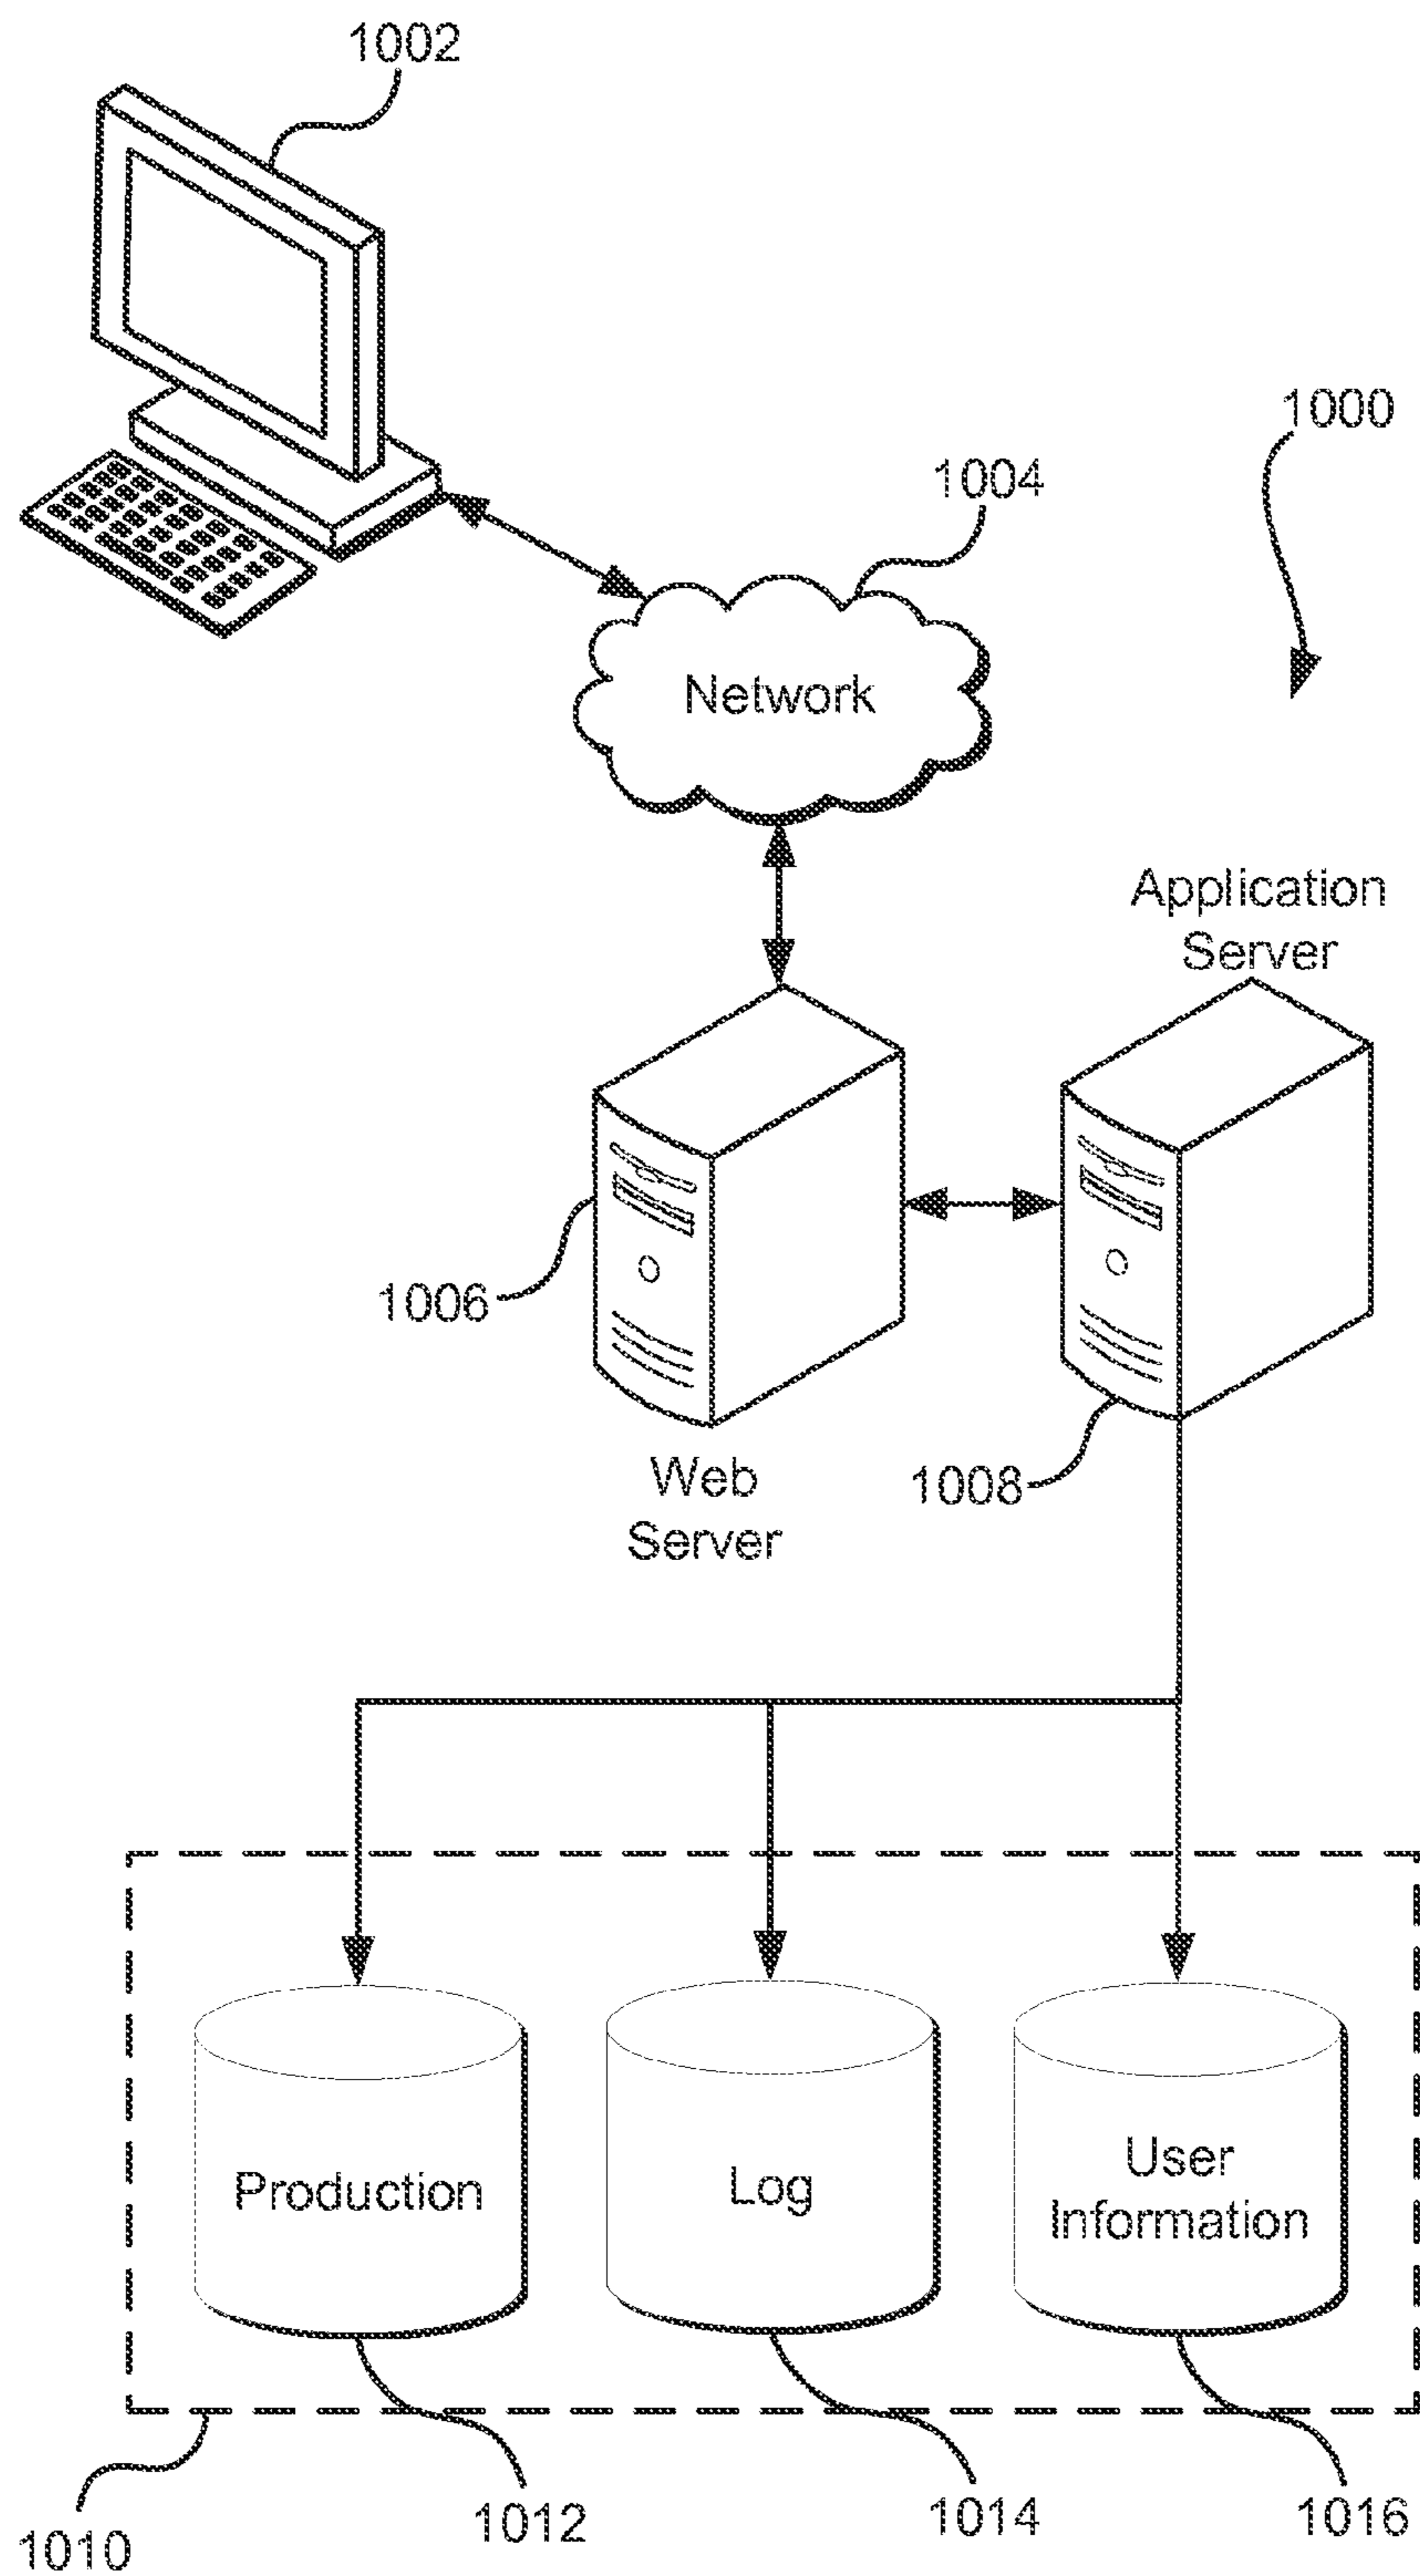 1002
1000
1004
Network
Application
Server
1006
Web
Server
1008
Production
Log
User
Information
1010
1012
1014
1016